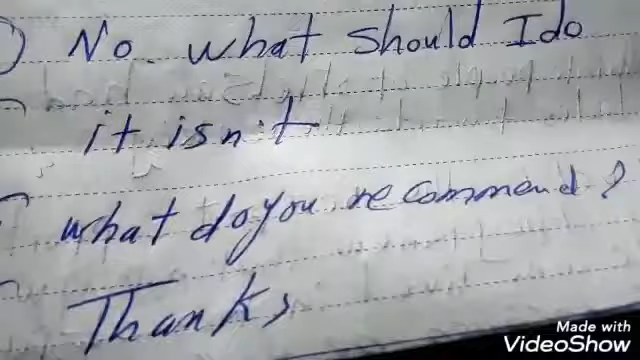 No. what should I do
it isn't
what do you recommend?
Thanks
Made with
VideoShow